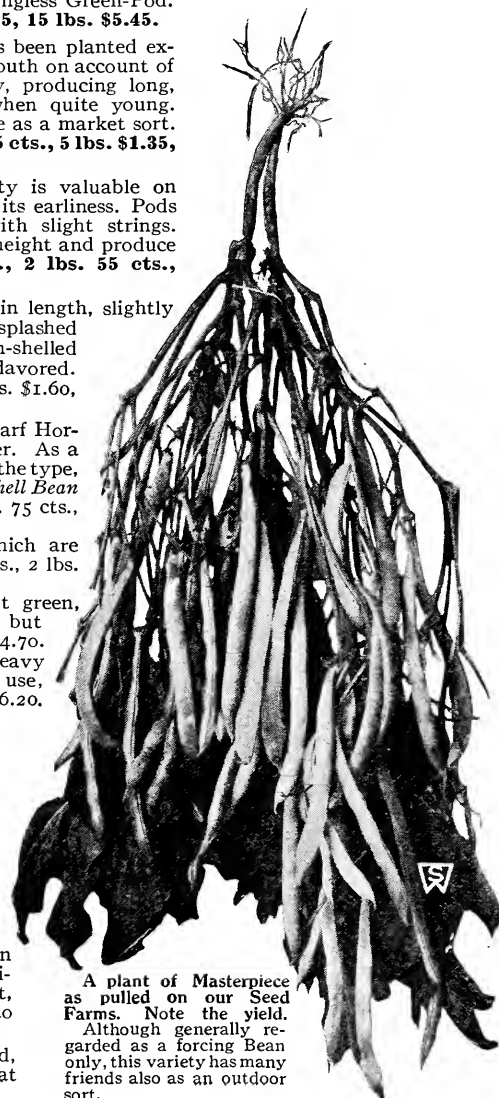 ngless Green-Pod.
5, 15 lbs. $5.45.
s been planted ex-
outh on account of
y, producing long,
when quite young.
e as a market sort.
5 cts., 5 lbs. $1.35,
ty is valuable on
its earliness. Pods
ith slight strings.
height and produce
., 2 lbs. 55 cts.,
in length, slightly
splashed
n-shelled
lavored.
s. $1.60,
arf Hor-
er. As a
the type,
hell Bean
. 75 cts.,
hich are
s., 2 lbs.
t green,
but
4.70.
eavy
use,
6.20.
n
i-
t,
o
d,
at
A plant of Masterpiece
as pulled on our Seed
Farms. Note the yield.
Although generally re-
garded as a forcing Bean
only, this variety has many
friends also as an outdoor
sort.